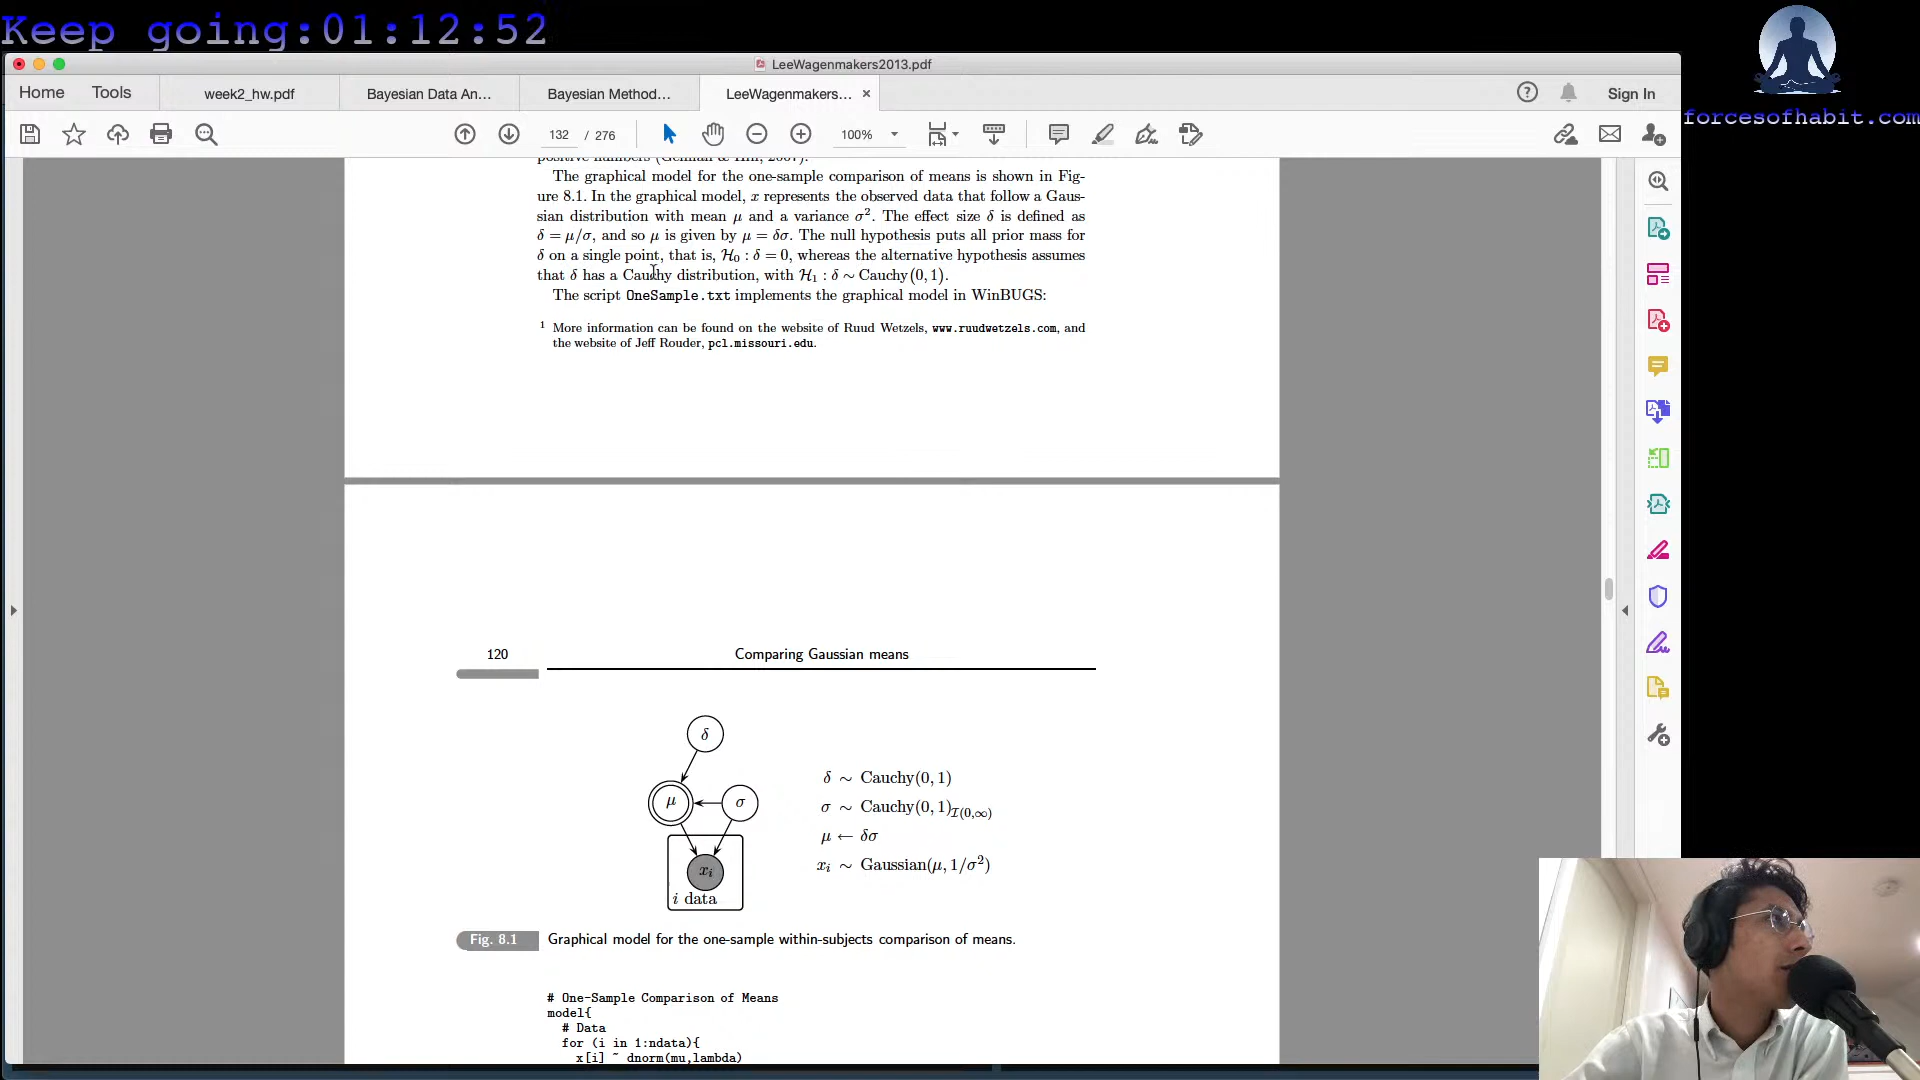 Keep going:01:12:52
forcesofhabit.com
LeeWagenmakers2013.pdf
Home
Tools
week2_hw.pdf
Bayesian Data An...
Bayesian Method...
LeeWagenmakers... ×
Sign In
132 / 276
100%
positive numbers (Gelman & Hill, 2007).
The graphical model for the one-sample comparison of means is shown in Fig-
ure 8.1. In the graphical model, x represents the observed data that follow a Gaus-
sian distribution with mean μ and a variance σ². The effect size δ is defined as
δ = μ/σ, and so μ is given by μ = δσ. The null hypothesis puts all prior mass for
δ on a single point, that is, ℋ₀ : δ = 0, whereas the alternative hypothesis assumes
that δ has a Cauchy distribution, with ℋ₁ : δ ∼ Cauchy(0, 1).
The script OneSample.txt implements the graphical model in WinBUGS:
1 More information can be found on the website of Ruud Wetzels, www.ruudwetzels.com, and
the website of Jeff Rouder, pcl.missouri.edu.
120
Comparing Gaussian means
δ
μ
σ
xᵢ
i data
δ ∼ Cauchy(0, 1)
σ ∼ Cauchy(0, 1)ℐ(0,∞)
μ ← δσ
xᵢ ∼ Gaussian(μ, 1/σ²)
Fig. 8.1 Graphical model for the one-sample within-subjects comparison of means.
# One-Sample Comparison of Means
model{
# Data
for (i in 1:ndata){
x[i] ~ dnorm(mu,lambda)